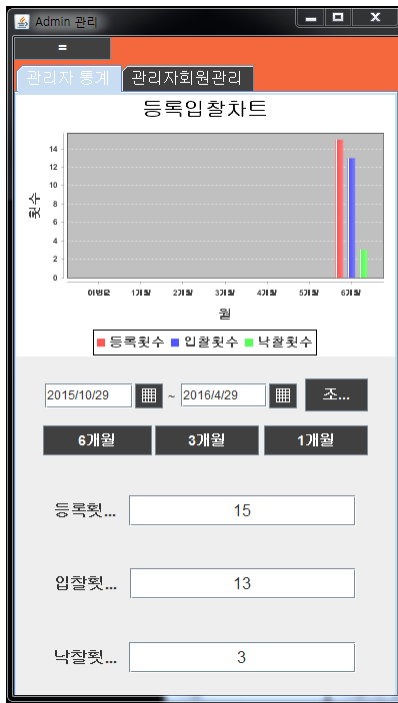 Admin 관리
=
관리자 통계 관리자회원관리
등록입찰차트
횟수
14
12
10
8
6
4
2
0
이번달 1개월 2개월 3개월 4개월 5개월 6개월
월
등록횟수 입찰횟수 낙찰횟수
2015/10/29 ~ 2016/4/29 조...
6개월 3개월 1개월
등록횟... 15
입찰횟... 13
낙찰횟... 3